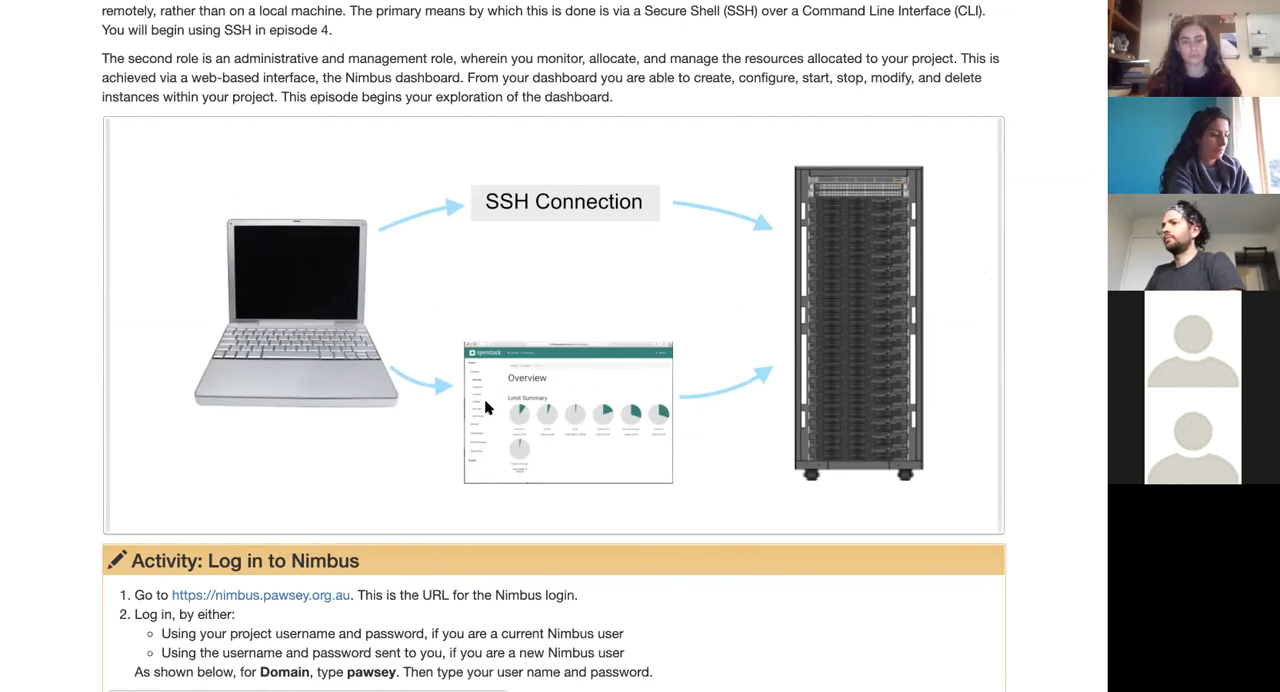 remotely, rather than on a local machine. The primary means by which this is done is via a Secure Shell (SSH) over a Command Line Interface (CLI).
You will begin using SSH in episode 4.
The second role is an administrative and management role, wherein you monitor, allocate, and manage the resources allocated to your project. This is
achieved via a web-based interface, the Nimbus dashboard. From your dashboard you are able to create, configure, start, stop, modify, and delete
instances within your project. This episode begins your exploration of the dashboard.
SSH Connection
openstack
Overview
Limit Summary
Activity: Log in to Nimbus
1. Go to https://nimbus.pawsey.org.au. This is the URL for the Nimbus login.
2. Log in, by either:
Using your project username and password, if you are a current Nimbus user
Using the username and password sent to you, if you are a new Nimbus user
As shown below, for Domain, type pawsey. Then type your user name and password.